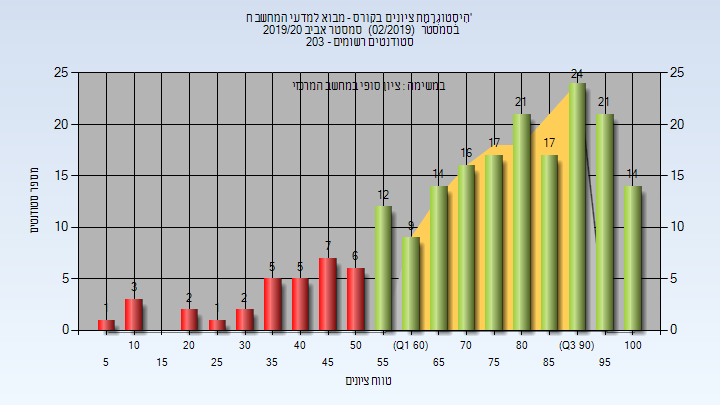 היסטוגרמת ציונים בקורס - מבוא למדעי המחשב ח'
בסמסטר (02/2019) סמסטר אביב 2019/20
סטודנטים רשומים - 203
במשימה : ציון סופי במחשב המרכזי
25 25
20 20
15 15
10 10
5 5
0 0
מספר סטודנטים
1 3 2 1 2 5 5 7 6 12 9 14 16 17 21 17 24 21 14
10 20 30 40 50 (Q1 60) 70 80 (Q3 90) 100
5 15 25 35 45 55 65 75 85 95
טווח ציונים